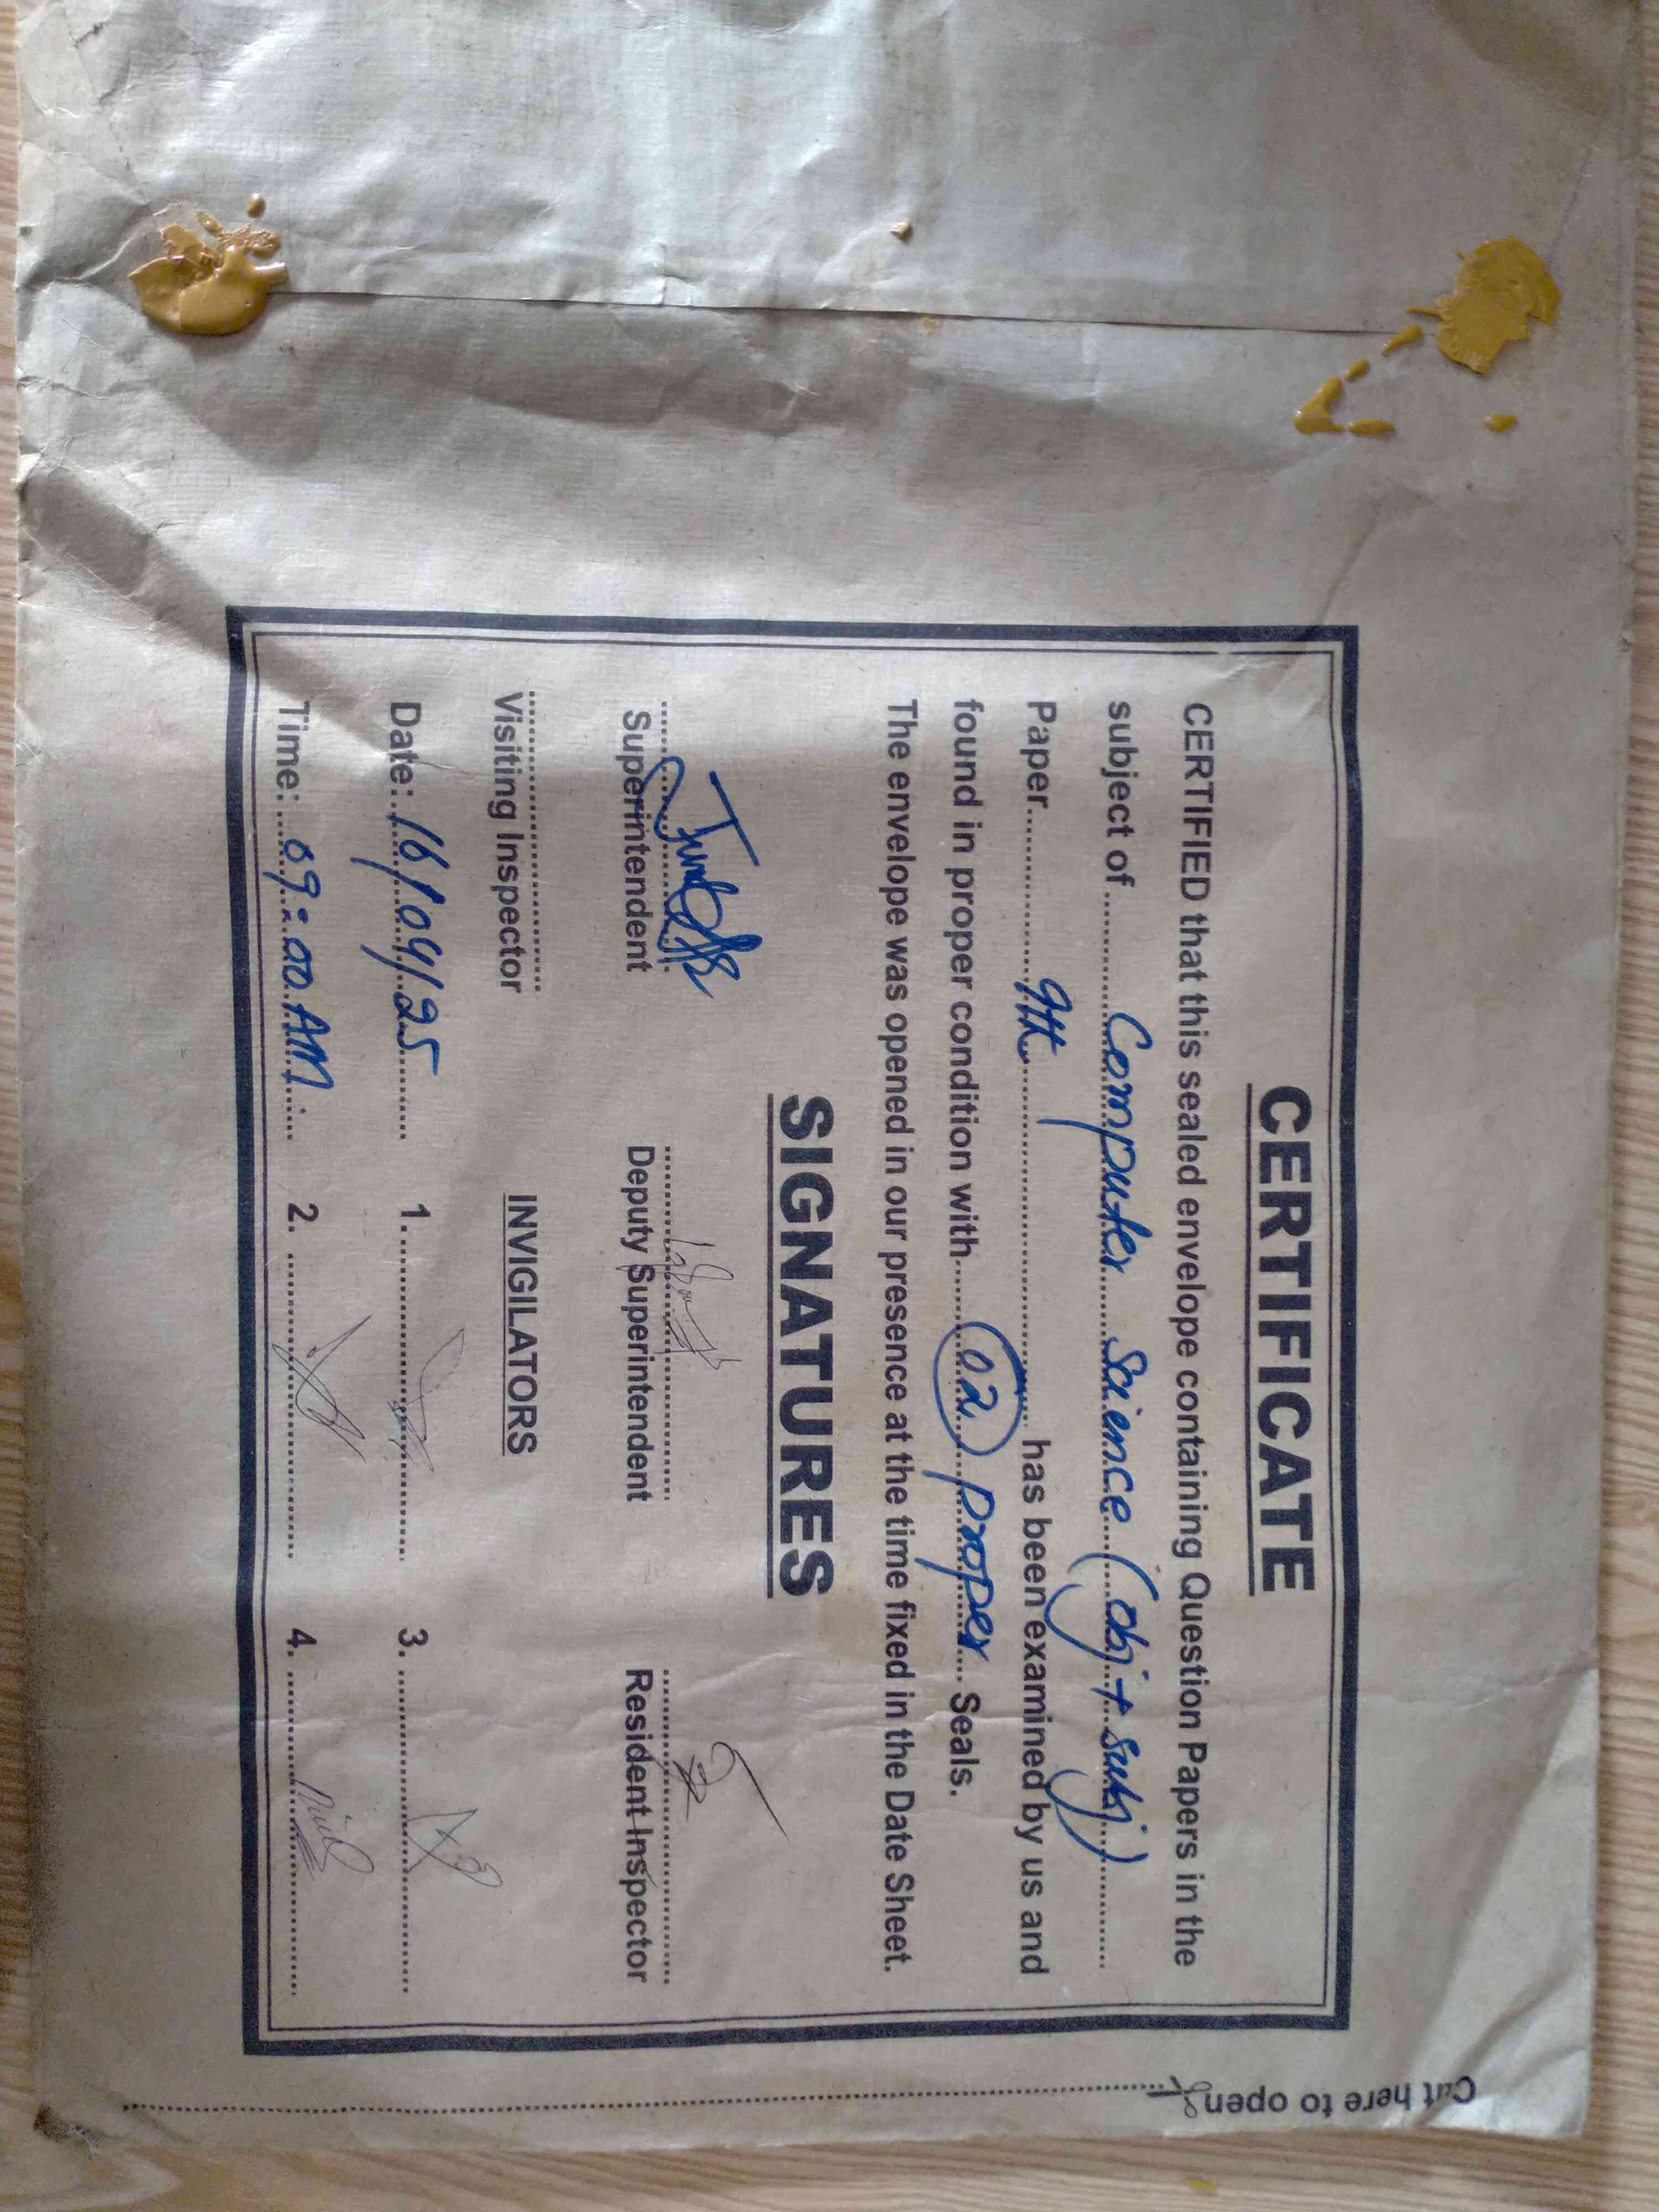 CERTIFICATE
CERTIFIED that this sealed envelope containing Question Papers in the
subject of.......... Computer Science (obj + subj)..........
Paper.......... 9th .......... has been examined by us and
found in proper condition with...... 02 proper .... Seals.
The envelope was opened in our presence at the time fixed in the Date Sheet.
SIGNATURES
Superintendent Deputy Superintendent Resident Inspector
Visiting Inspector INVIGILATORS
Date: 16/04/25 1. 3.
Time: 09:00 AM 2. 4.
Cut here to open